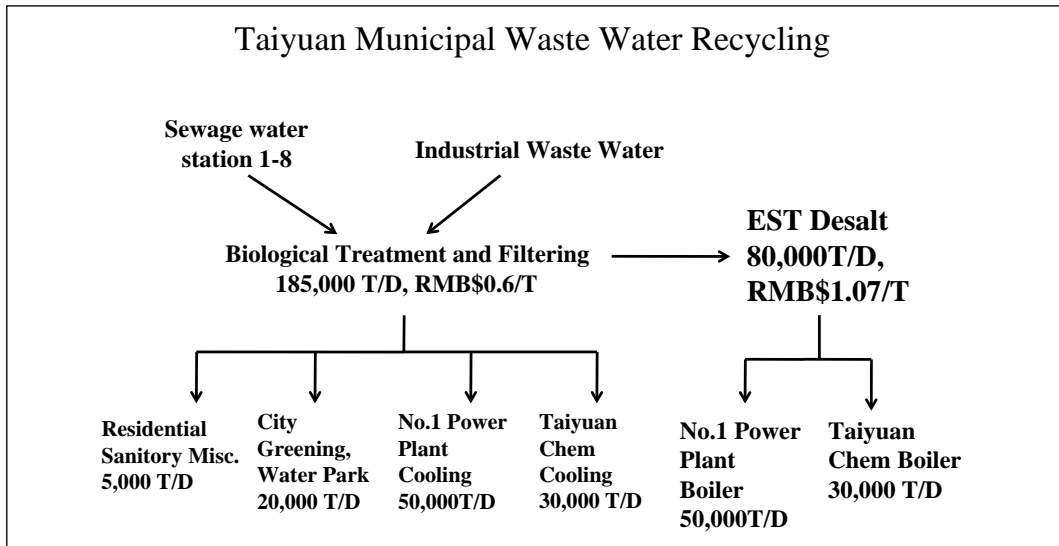 Taiyuan Municipal Waste Water Recycling
Sewage water
station 1-8
Industrial Waste Water
Biological Treatment and Filtering
185,000 T/D, RMB$0.6/T
EST Desalt
80,000T/D,
RMB$1.07/T
Residential
Sanitory Misc.
5,000 T/D
City
Greening,
Water Park
20,000 T/D
No.1 Power
Plant
Cooling
50,000T/D
Taiyuan
Chem
Cooling
30,000 T/D
No.1 Power
Plant
Boiler
50,000T/D
Taiyuan
Chem Boiler
30,000 T/D